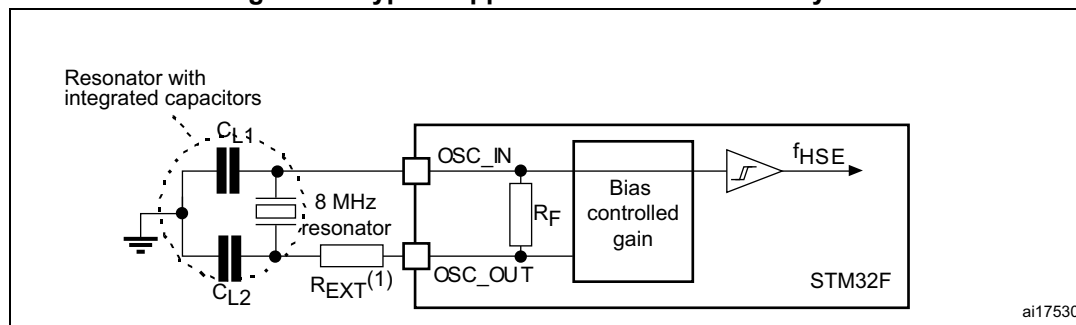 Resonator with
integrated capacitors
CL1
OSC_IN
fHSE
8 MHz
resonator
RF
Bias
controlled
gain
REXT(1)
OSC_OUT
STM32F
CL2
ai17530